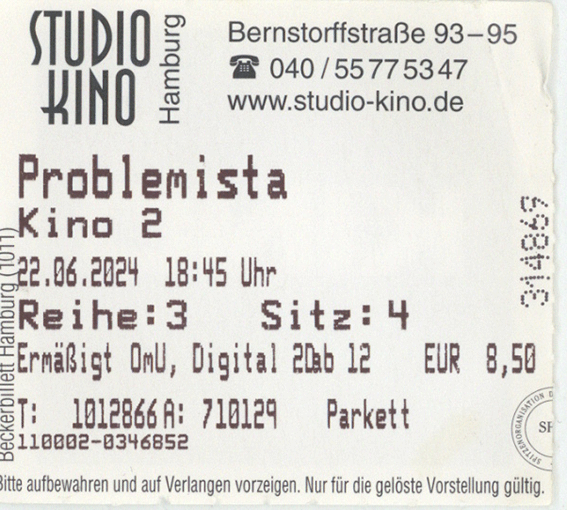 STUDIO
KINO
Hamburg
Bernstorffstraße 93–95
☎ 040 / 55 77 53 47
www.studio-kino.de
Problemista
Kino 2
22.06.2024 18:45 Uhr
Reihe:3 Sitz:4
Ermäßigt OmU, Digital 2Dab 12 EUR 8,50
T: 1012866 A: 710129 Parkett
110002-0346852
Bitte aufbewahren und auf Verlangen vorzeigen. Nur für die gelöste Vorstellung gültig.
Beckerbillett Hamburg (1011)
314869
SPITZENORGANISATION D